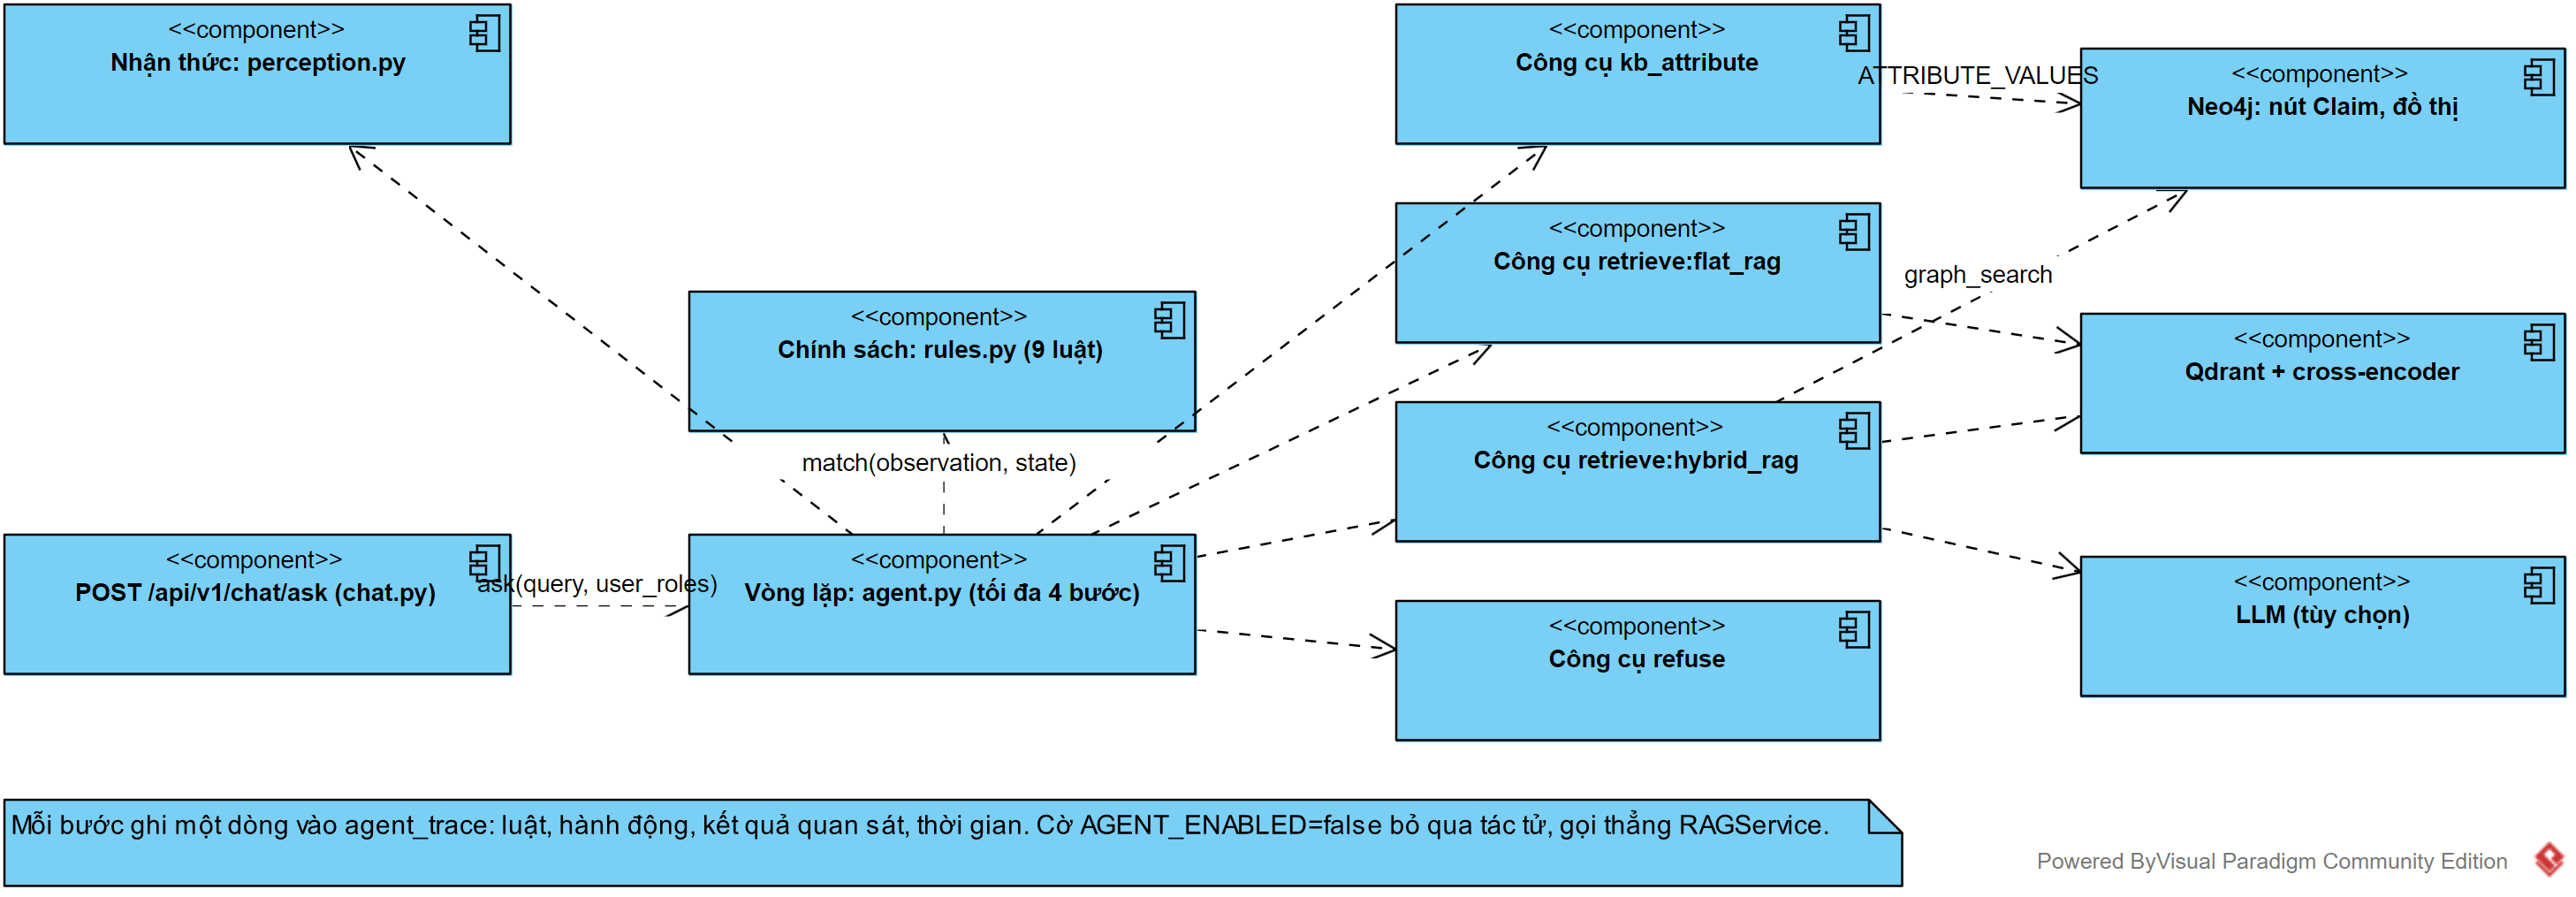 <<component>>
Nhận thức: perception.py
<<component>>
Công cụ kb_attribute
ATTRIBUTE_VALUES
<<component>>
Neo4j: nút Claim, đồ thị
<<component>>
Công cụ retrieve:flat_rag
graph_search
<<component>>
Chính sách: rules.py (9 luật)
<<component>>
Qdrant + cross-encoder
match(observation, state)
<<component>>
Công cụ retrieve:hybrid_rag
<<component>>
POST /api/v1/chat/ask (chat.py)
ask(query, user_roles)
<<component>>
Vòng lặp: agent.py (tối đa 4 bước)
<<component>>
LLM (tùy chọn)
<<component>>
Công cụ refuse
Mỗi bước ghi một dòng vào agent_trace: luật, hành động, kết quả quan sát, thời gian. Cờ AGENT_ENABLED=false bỏ qua tác tử, gọi thẳng RAGService.
Powered ByVisual Paradigm Community Edition